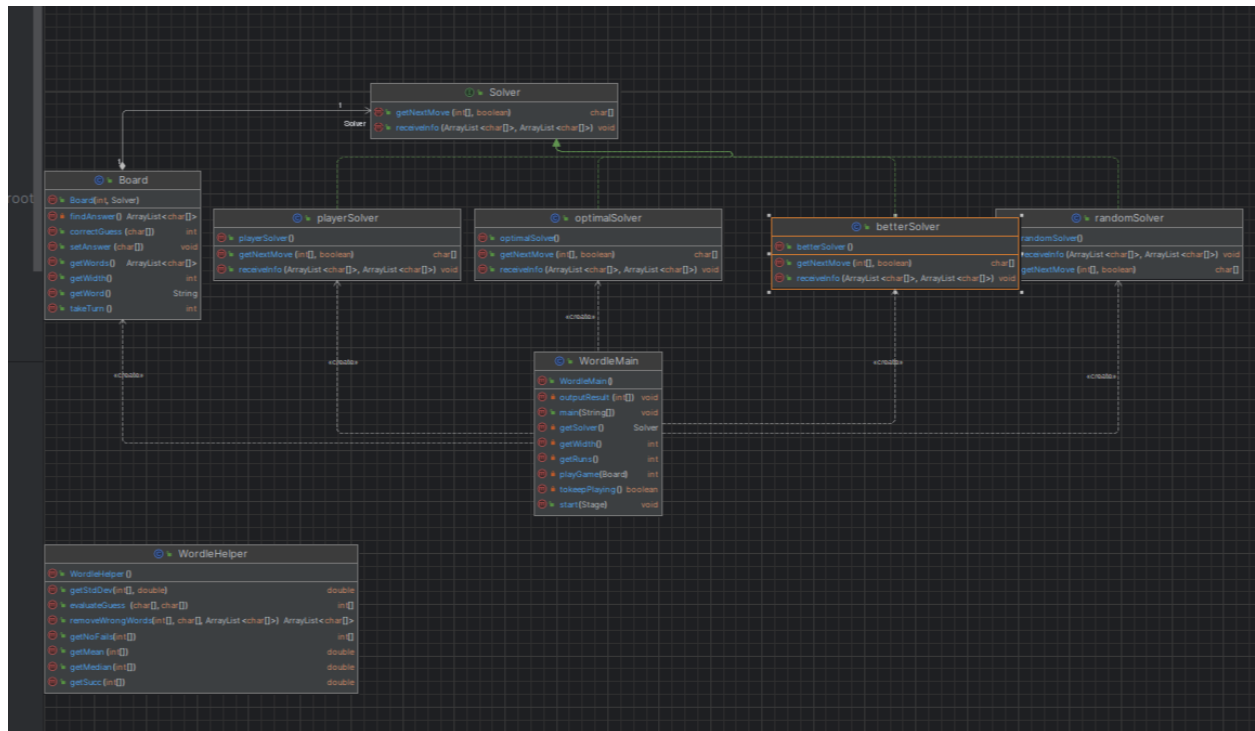 Solver
getNextMove (int[], boolean) char[]
receiveInfo (ArrayList<char[]>, ArrayList<char[]>) void
1
Solver
1
root
Board
Board(int, Solver)
findAnswer() ArrayList<char[]>
correctGuess (char[]) int
setAnswer (char[]) void
getWords() ArrayList<char[]>
getWidth() int
getWord() String
takeTurn () int
playerSolver
playerSolver()
getNextMove (int[], boolean) char[]
receiveInfo (ArrayList<char[]>, ArrayList<char[]>) void
optimalSolver
optimalSolver()
getNextMove (int[], boolean) char[]
receiveInfo (ArrayList<char[]>, ArrayList<char[]>) void
betterSolver
betterSolver ()
getNextMove (int[], boolean) char[]
receiveInfo (ArrayList<char[]>, ArrayList<char[]>) void
randomSolver
randomSolver()
receiveInfo (ArrayList<char[]>, ArrayList<char[]>) void
getNextMove (int[], boolean) char[]
«create»
«create»
«create»
«create»
«create»
WordleMain
WordleMain()
outputResult (int[]) void
main(String[]) void
getSolver() Solver
getWidth() int
getRuns() int
playGame(Board) int
tokeepPlaying() boolean
start(Stage) void
WordleHelper
WordleHelper ()
getStdDev(int[], double) double
evaluateGuess (char[], char[]) int[]
removeWrongWords(int[], char[], ArrayList<char[]>) ArrayList<char[]>
getNoFails(int[]) int[]
getMean (int[]) double
getMedian (int[]) double
getSucc (int[]) double